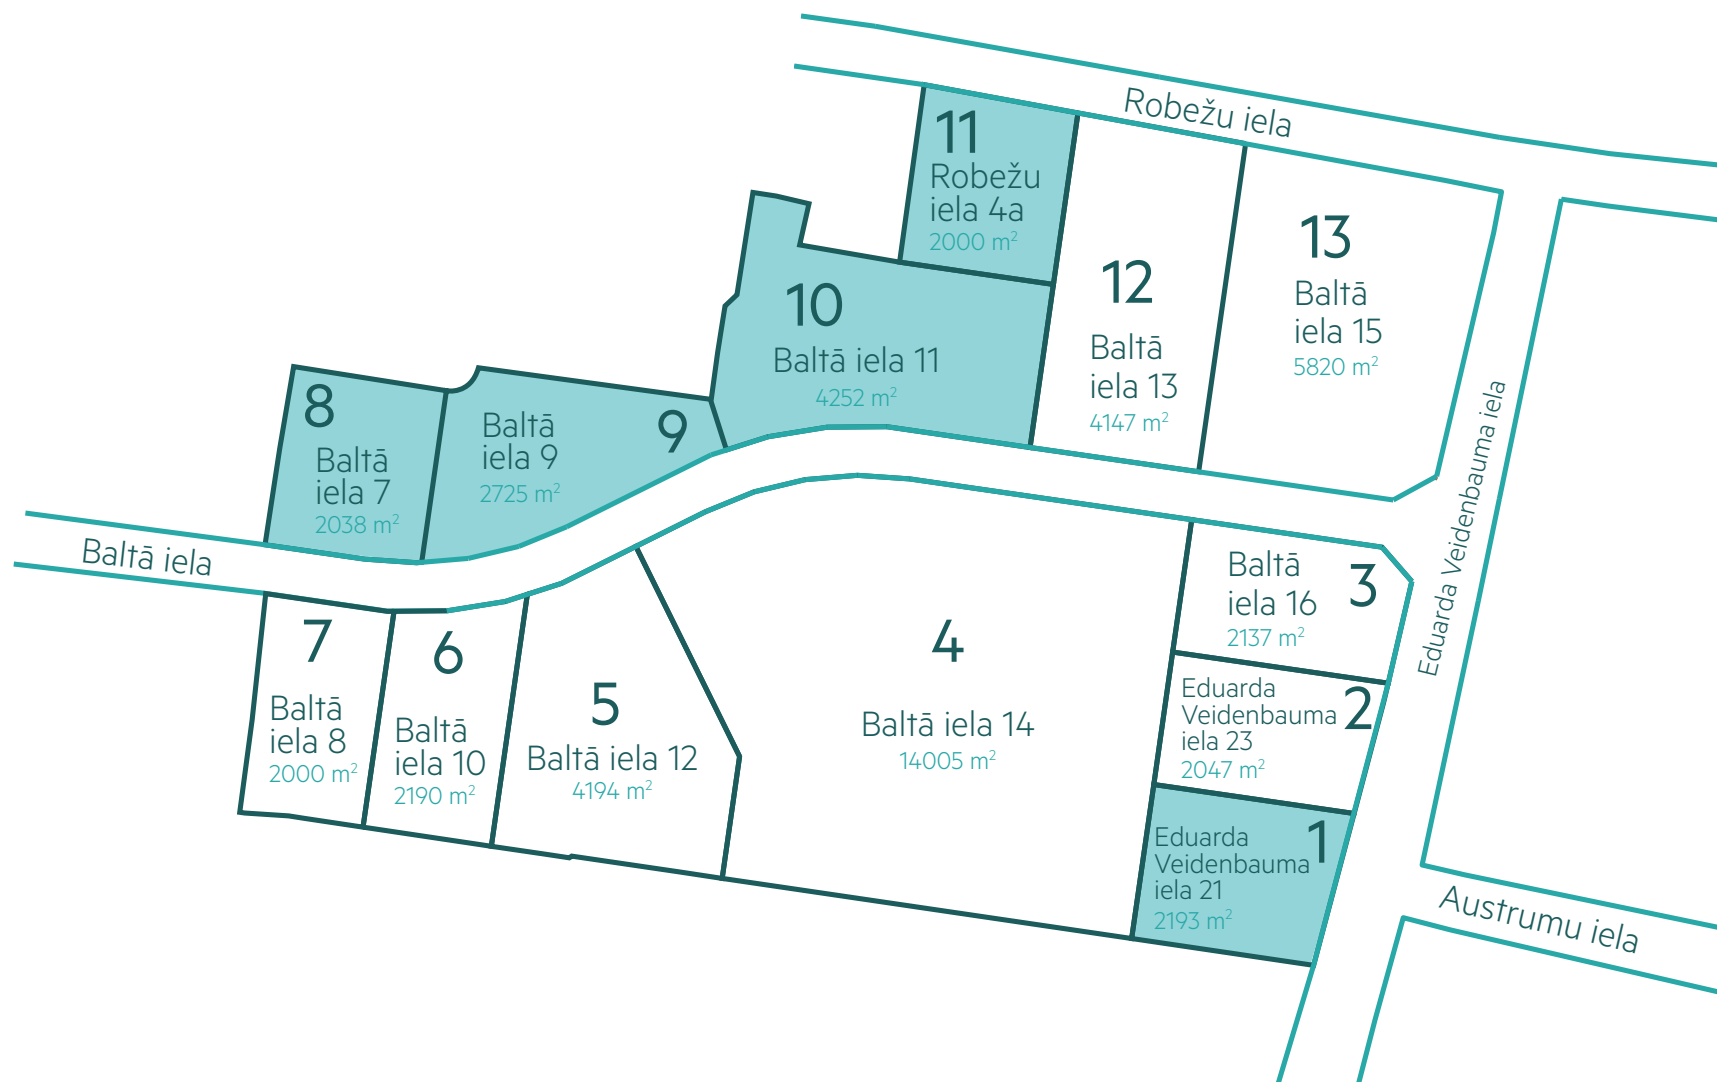 Robežu iela
11
Robežu
iela 4a
2000 m²
12
Baltā
iela 13
4147 m²
13
Baltā
iela 15
5820 m²
10
Baltā iela 11
4252 m²
8
Baltā
iela 7
2038 m²
9
Baltā
iela 9
2725 m²
Baltā iela
Eduarda Veidenbauma iela
7
Baltā
iela 8
2000 m²
6
Baltā
iela 10
2190 m²
5
Baltā iela 12
4194 m²
4
Baltā iela 14
14005 m²
3
Baltā
iela 16
2137 m²
2
Eduarda
Veidenbauma
iela 23
2047 m²
1
Eduarda
Veidenbauma
iela 21
2193 m²
Austrumu iela